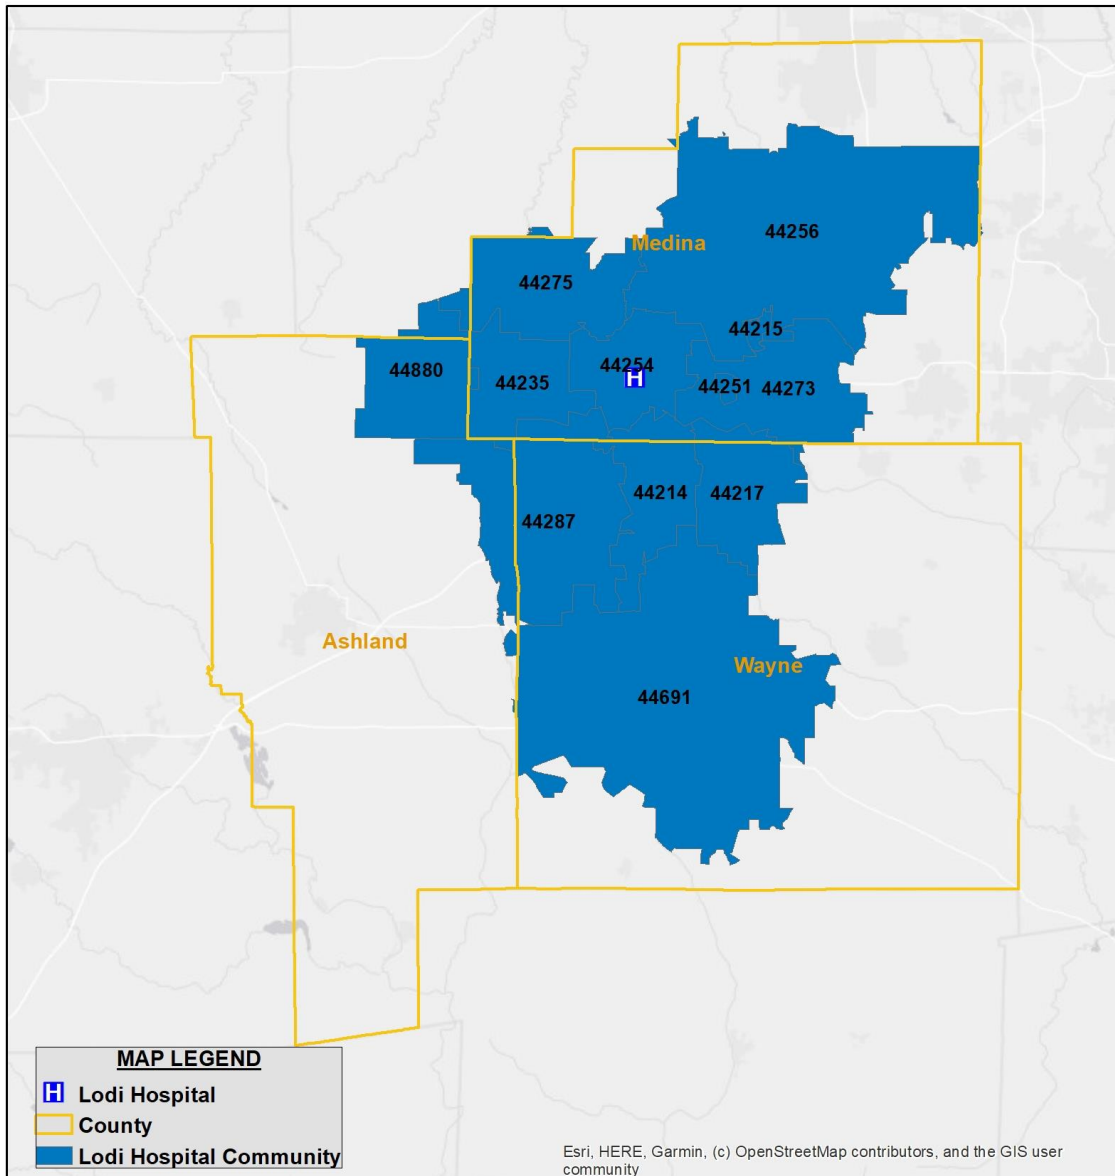 44256
Medina
44275
44215
44254
44880
44235
H
44251
44273
44214
44217
44287
Ashland
Wayne
44691
MAP LEGEND
H Lodi Hospital
County
Lodi Hospital Community
Esri, HERE, Garmin, (c) OpenStreetMap contributors, and the GIS user
community